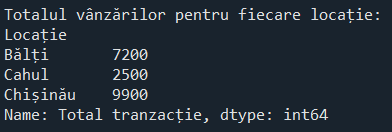 Totalul vânzărilor pentru fiecare locație:
Locație
Bălți 7200
Cahul 2500
Chișinău 9900
Name: Total tranzacție, dtype: int64